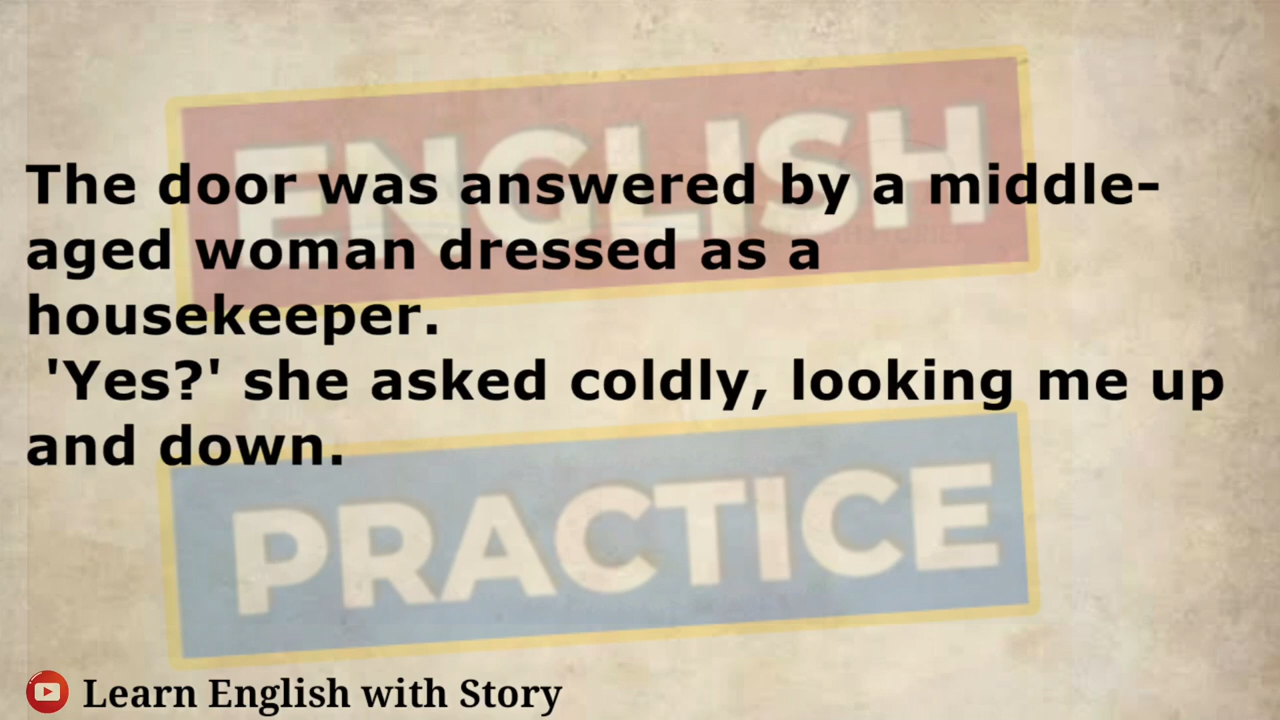 ENGLISH
The door was answered by a middle-
aged woman dressed as a
housekeeper.
'Yes?' she asked coldly, looking me up
and down.
PRACTICE
Learn English with Story